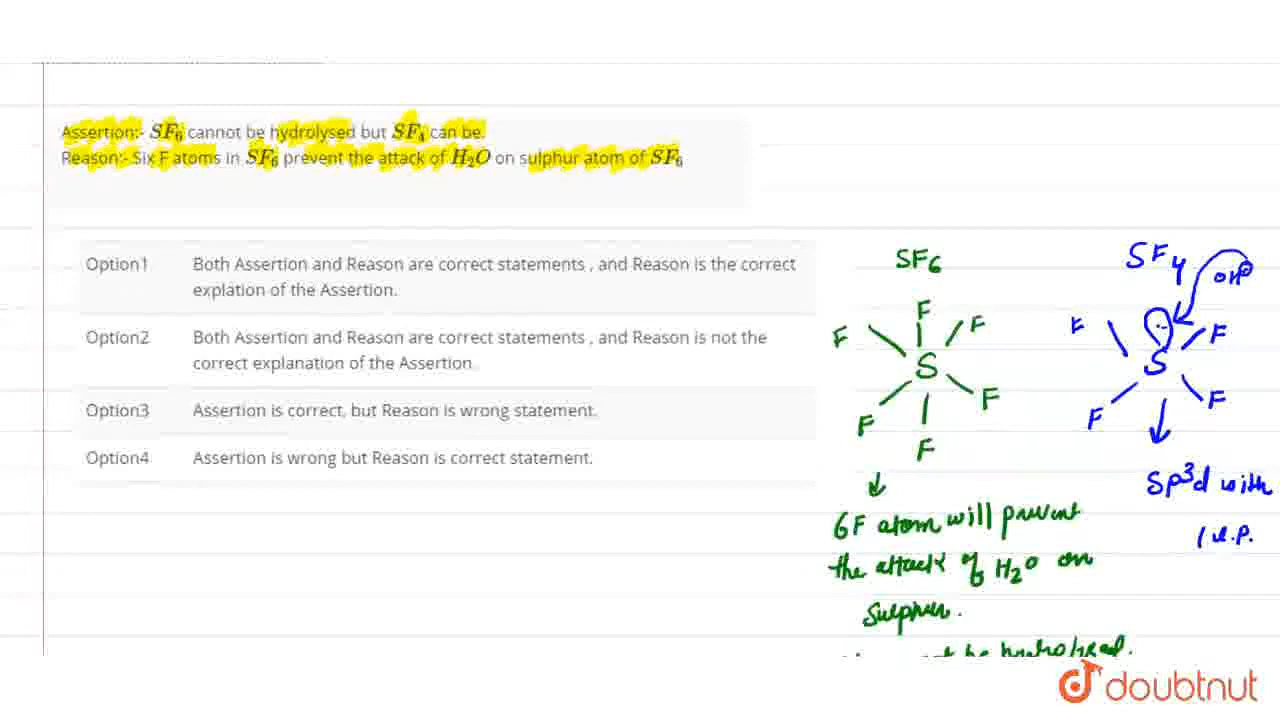 Assertion:- SF6 cannot be hydrolysed but SF4 can be.
Reason:- Six F atoms in SF6 prevent the attack of H2O on sulphur atom of SF6
Option1 Both Assertion and Reason are correct statements , and Reason is the correct
explation of the Assertion.
Option2 Both Assertion and Reason are correct statements , and Reason is not the
correct explanation of the Assertion.
Option3 Assertion is correct, but Reason is wrong statement.
Option4 Assertion is wrong but Reason is correct statement.
SF6
F
F F
S
F F
F
6F atom will prevent
the attack of H2O on
Sulphur.
be hydrolysed.
SF4
OH⊖
F F
S
F F
Sp3d with
1 l.p.
doubtnut